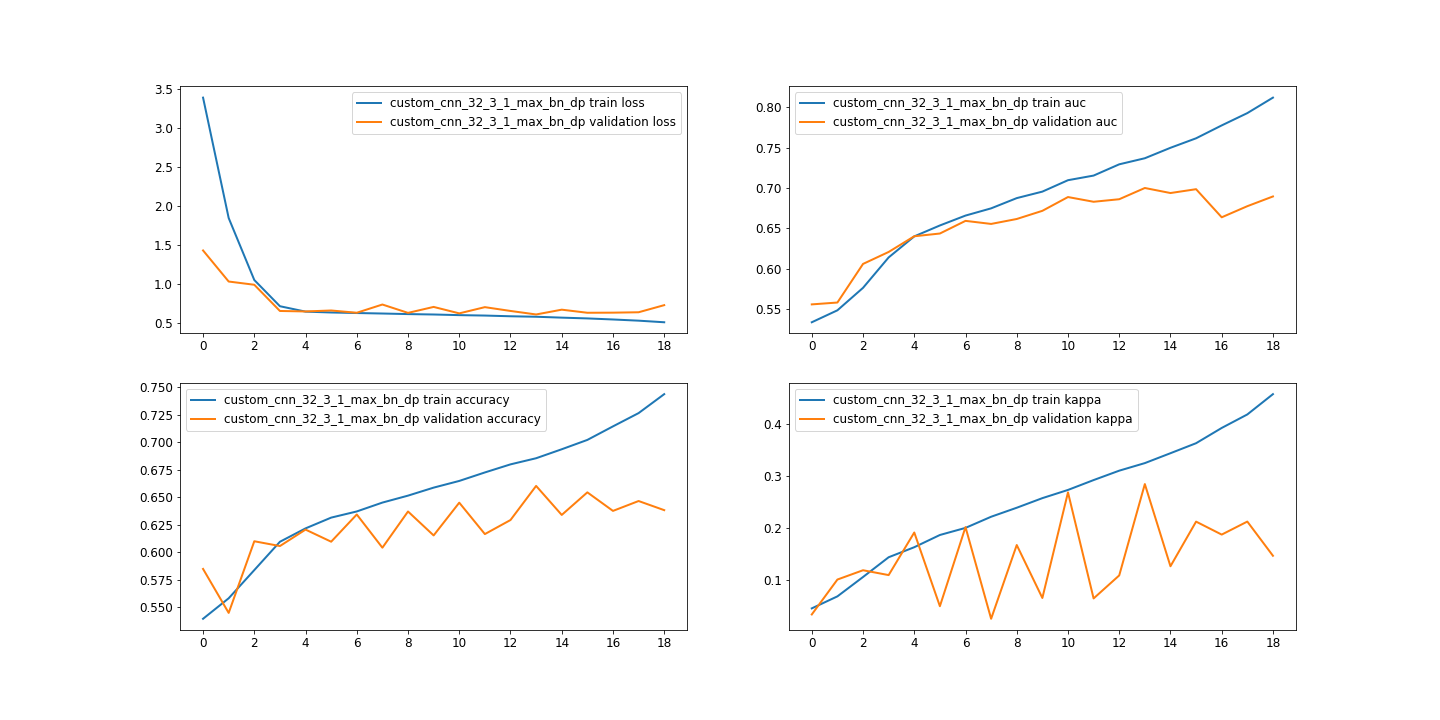 3.5
3.0
2.5
2.0
1.5
1.0
0.5
0 2 4 6 8 10 12 14 16 18
custom_cnn_32_3_1_max_bn_dp train loss
custom_cnn_32_3_1_max_bn_dp validation loss
0.80
0.75
0.70
0.65
0.60
0.55
0 2 4 6 8 10 12 14 16 18
custom_cnn_32_3_1_max_bn_dp train auc
custom_cnn_32_3_1_max_bn_dp validation auc
0.750
0.725
0.700
0.675
0.650
0.625
0.600
0.575
0.550
0 2 4 6 8 10 12 14 16 18
custom_cnn_32_3_1_max_bn_dp train accuracy
custom_cnn_32_3_1_max_bn_dp validation accuracy
0.4
0.3
0.2
0.1
0 2 4 6 8 10 12 14 16 18
custom_cnn_32_3_1_max_bn_dp train kappa
custom_cnn_32_3_1_max_bn_dp validation kappa